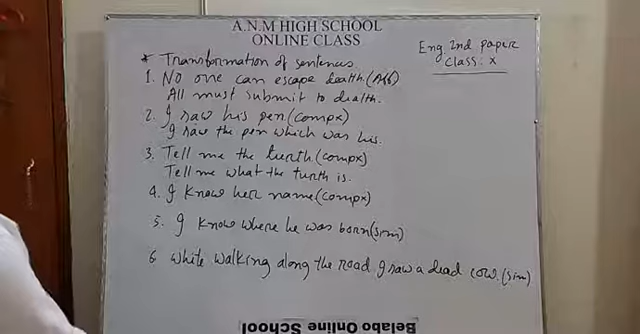 A.N.M HIGH SCHOOL
ONLINE CLASS
Eng 2nd paper
class: x
* Transformation of sentences
1. No one can escape death. (Aff)
All must submit to death.
2. I saw his pen (compx)
I saw the pen which was his.
3. Tell me the turth. (compx)
Tell me what the turth is.
4. I know her name (compx)
5. I know where he was born (sim)
6 While walking along the road I saw a dead cow. (sim)
Belabo Online School